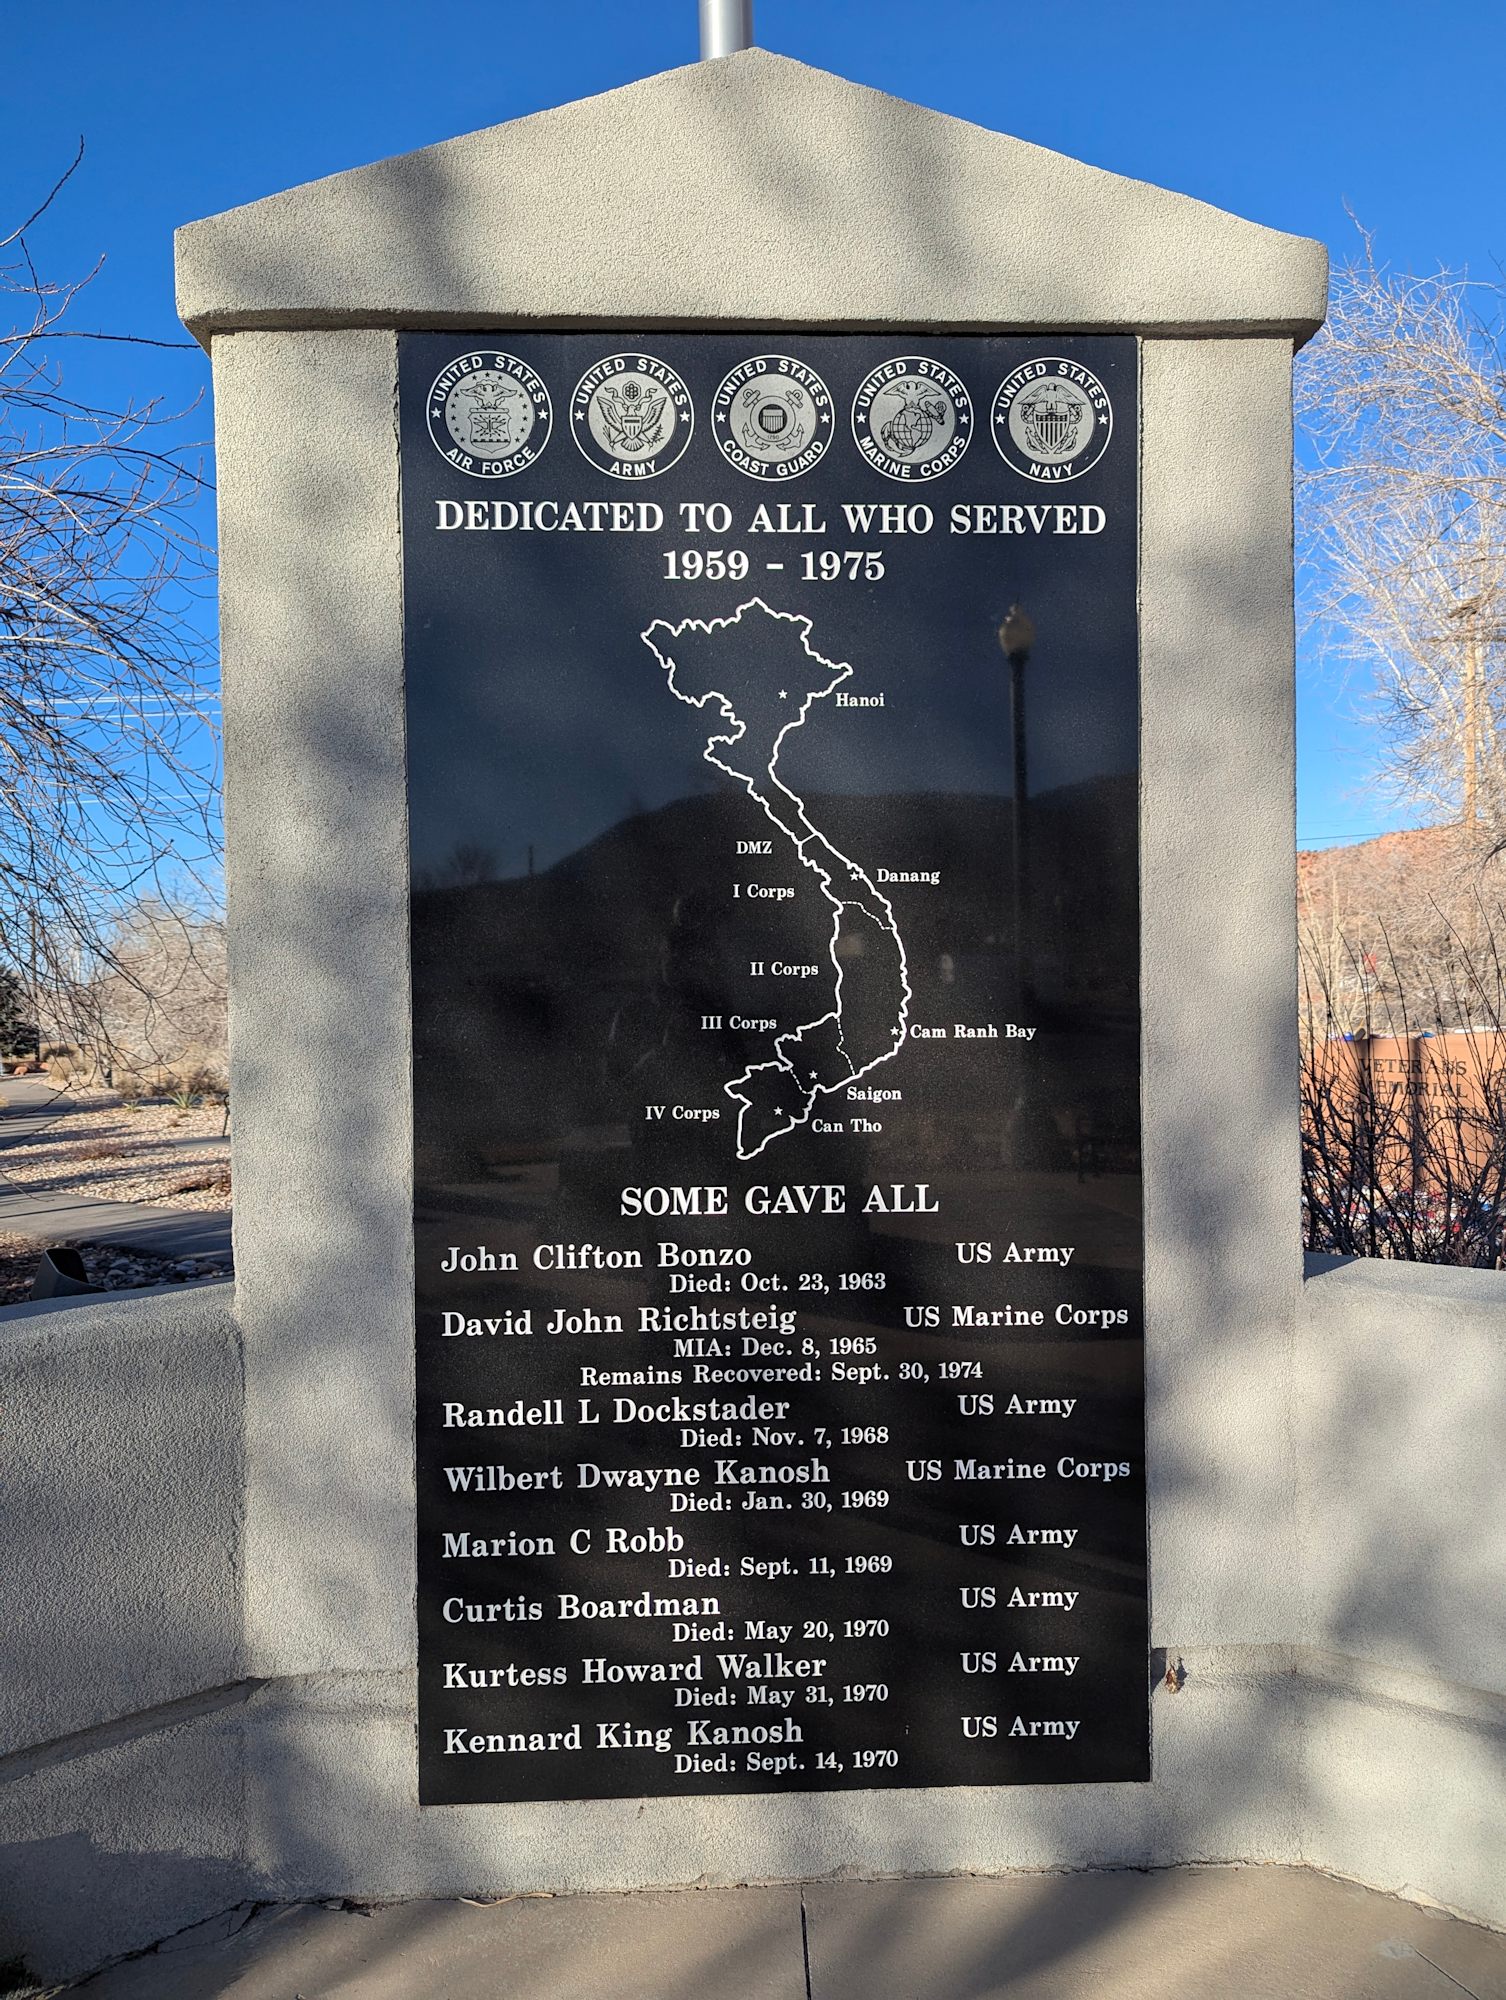 UNITED STATES AIR FORCE
UNITED STATES ARMY
UNITED STATES COAST GUARD 1790
UNITED STATES MARINE CORPS
UNITED STATES NAVY
DEDICATED TO ALL WHO SERVED
1959 - 1975
Hanoi
DMZ
Danang
I Corps
II Corps
III Corps
Cam Ranh Bay
Saigon
IV Corps
Can Tho
VETERANS
MEMORIAL
SOME GAVE ALL
John Clifton Bonzo US Army
Died: Oct. 23, 1963
David John Richtsteig US Marine Corps
MIA: Dec. 8, 1965
Remains Recovered: Sept. 30, 1974
Randell L Dockstader US Army
Died: Nov. 7, 1968
Wilbert Dwayne Kanosh US Marine Corps
Died: Jan. 30, 1969
Marion C Robb US Army
Died: Sept. 11, 1969
Curtis Boardman US Army
Died: May 20, 1970
Kurtess Howard Walker US Army
Died: May 31, 1970
Kennard King Kanosh US Army
Died: Sept. 14, 1970